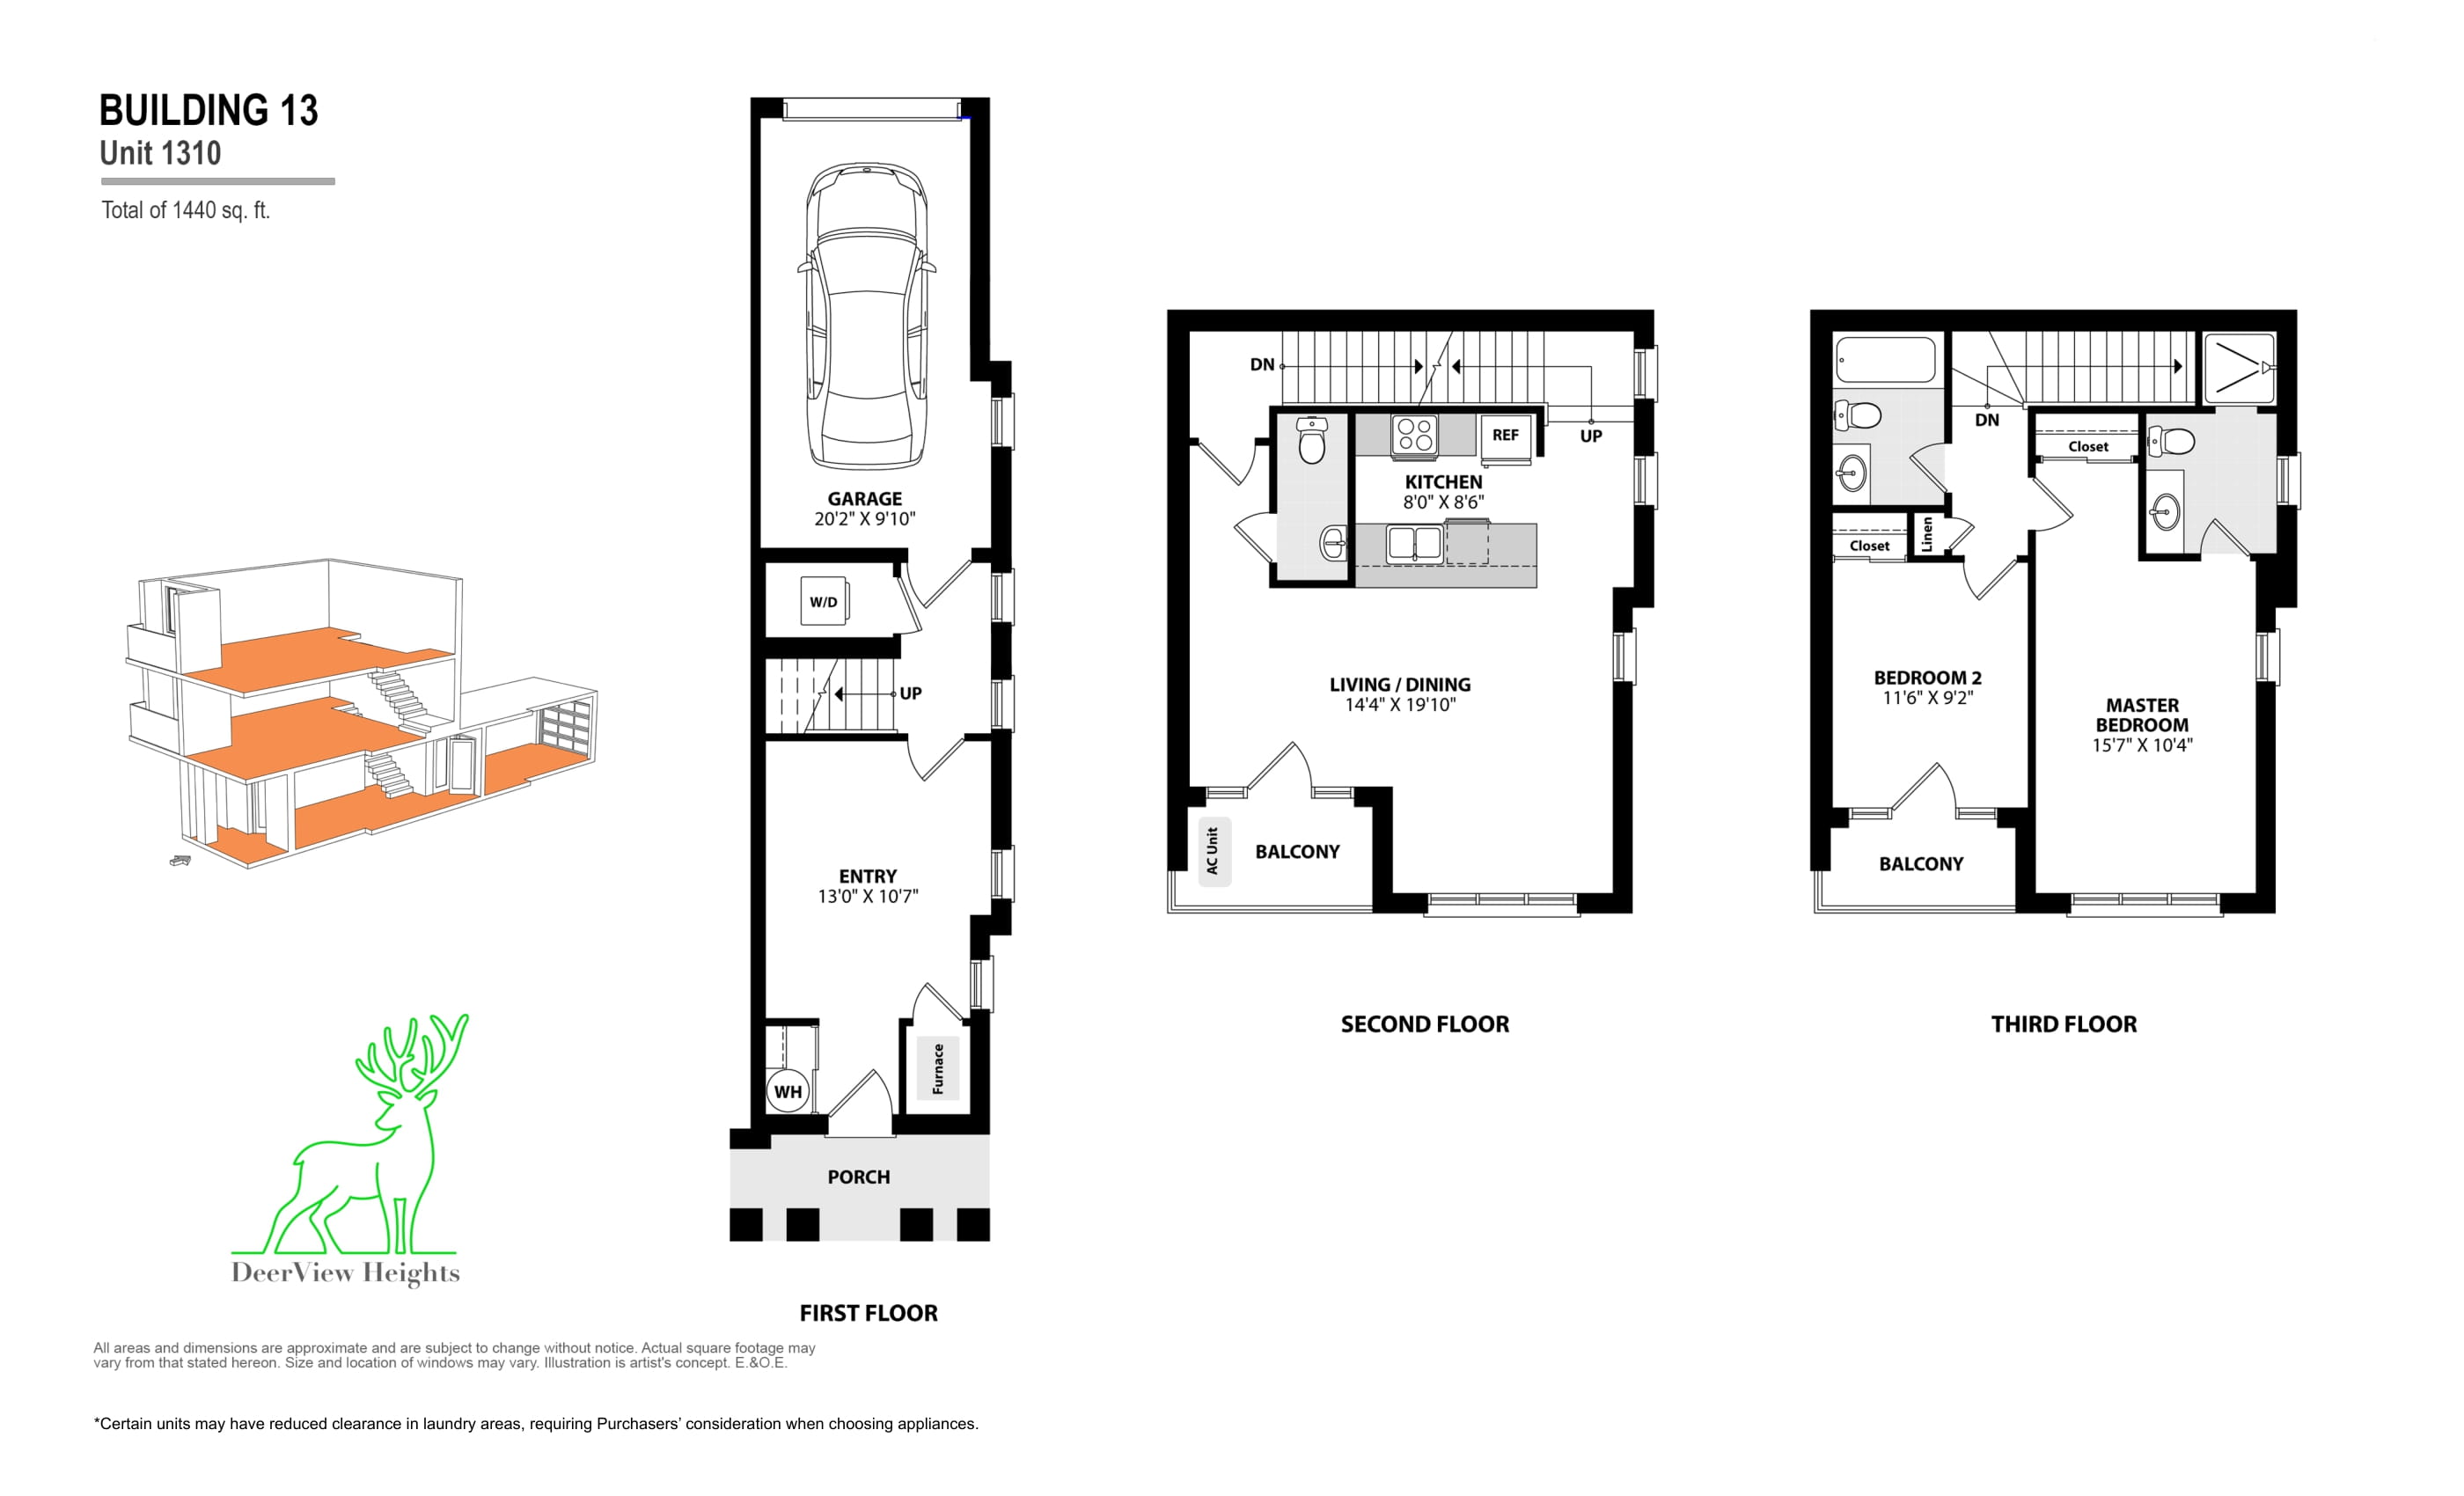 BUILDING 13
Unit 1310
Total of 1440 sq. ft.
GARAGE
20'2" X 9'10"
W/D
UP
ENTRY
13'0" X 10'7"
WH
Furnace
PORCH
FIRST FLOOR
DN
REF
UP
KITCHEN
8'0" X 8'6"
LIVING / DINING
14'4" X 19'10"
AC Unit
BALCONY
SECOND FLOOR
DN
Closet
Closet
Linen
BEDROOM 2
11'6" X 9'2"
MASTER
BEDROOM
15'7" X 10'4"
BALCONY
THIRD FLOOR
DeerView Heights
All areas and dimensions are approximate and are subject to change without notice. Actual square footage may
vary from that stated hereon. Size and location of windows may vary. Illustration is artist's concept. E.&O.E.
*Certain units may have reduced clearance in laundry areas, requiring Purchasers’ consideration when choosing appliances.